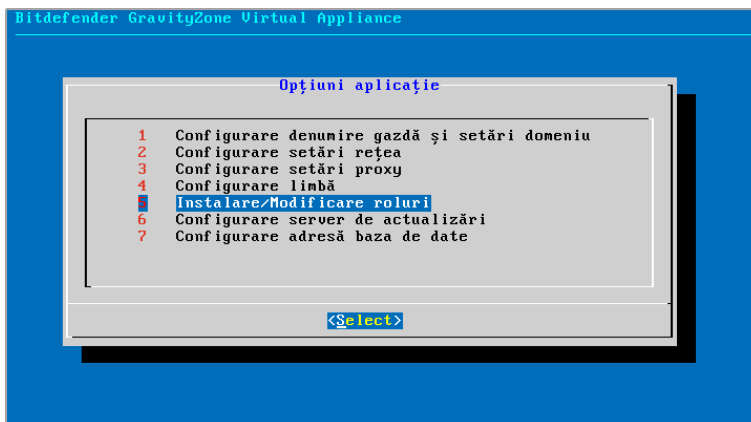 Bitdefender GravityZone Virtual Appliance
Opțiuni aplicație
1 Configurare denumire gazdă și setări domeniu
2 Configurare setări rețea
3 Configurare setări proxy
4 Configurare limbă
5 Instalare/Modificare roluri
6 Configurare server de actualizări
7 Configurare adresă baza de date
<Select>